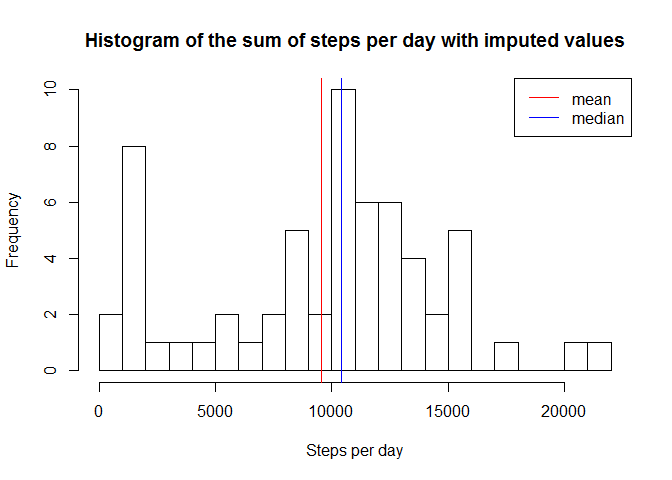 Histogram of the sum of steps per day with imputed values
mean
median
Frequency
10
8
6
4
2
0
0 5000 10000 15000 20000
Steps per day